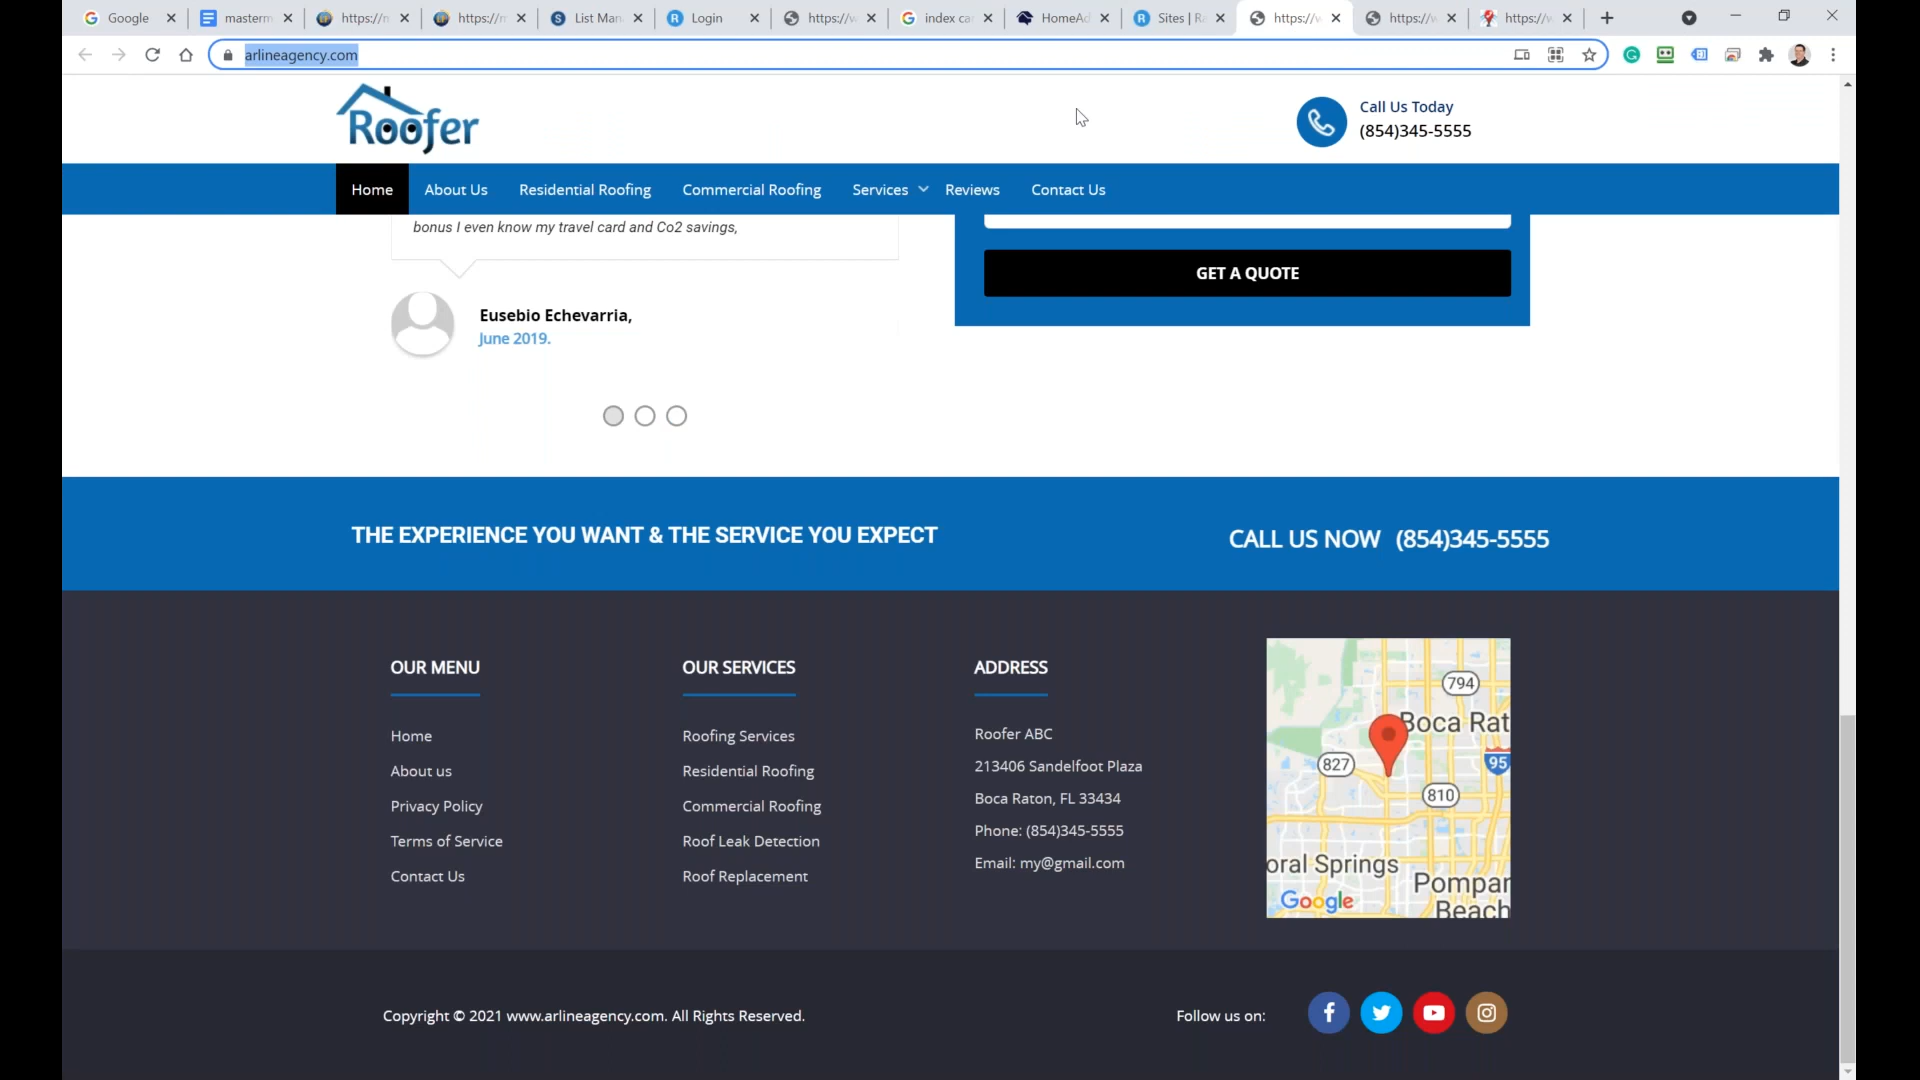 Google
masterm
https://n
https://n
List Man
Login
https://w
index ca
HomeAd
Sites | R
https://w
https://w
https://w
arlineagency.com
Roofer
Call Us Today
(854)345-5555
Home
About Us
Residential Roofing
Commercial Roofing
Services
Reviews
Contact Us
bonus I even know my travel card and Co2 savings,
Eusebio Echevarria,
June 2019.
GET A QUOTE
THE EXPERIENCE YOU WANT & THE SERVICE YOU EXPECT
CALL US NOW (854)345-5555
OUR MENU
Home
About us
Privacy Policy
Terms of Service
Contact Us
OUR SERVICES
Roofing Services
Residential Roofing
Commercial Roofing
Roof Leak Detection
Roof Replacement
ADDRESS
Roofer ABC
213406 Sandelfoot Plaza
Boca Raton, FL 33434
Phone: (854)345-5555
Email: my@gmail.com
794
Boca Rat
827
95
810
oral Springs
Pompar
Beach
Google
Copyright © 2021 www.arlineagency.com. All Rights Reserved.
Follow us on: